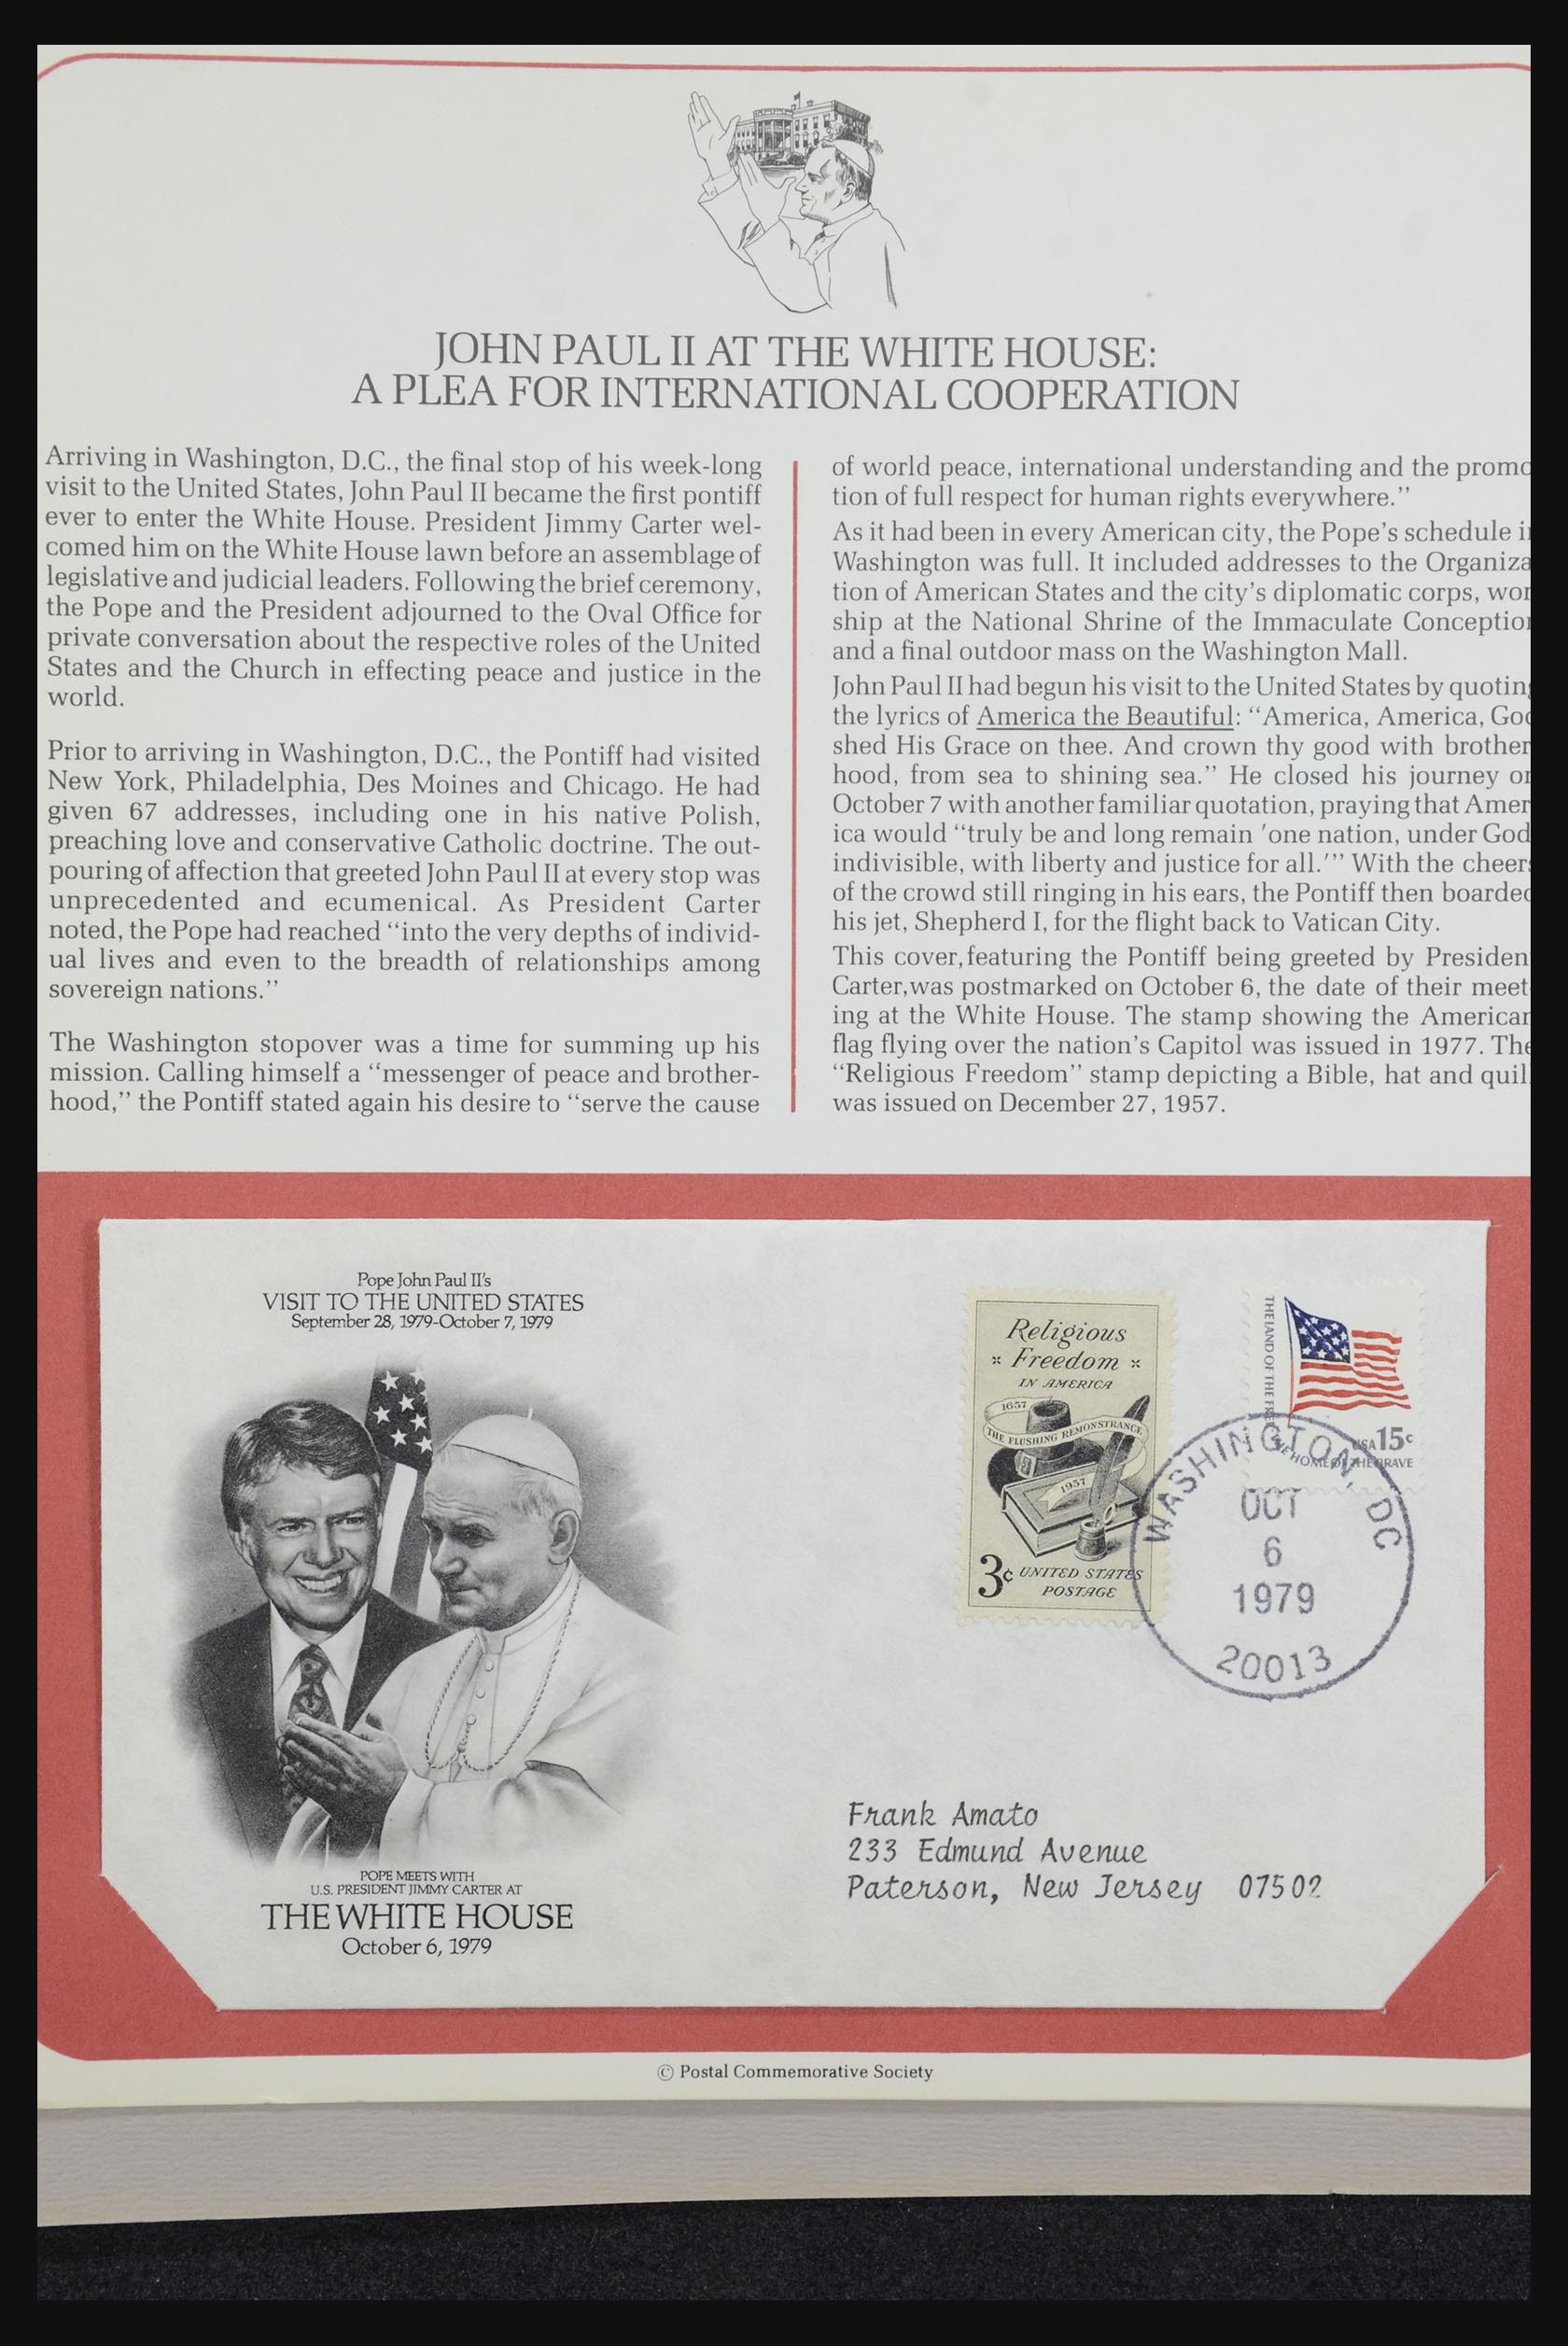 JOHN PAUL II AT THE WHITE HOUSE:
A PLEA FOR INTERNATIONAL COOPERATION
Arriving in Washington, D.C., the final stop of his week-long
visit to the United States, John Paul II became the first pontiff
ever to enter the White House. President Jimmy Carter wel-
comed him on the White House lawn before an assemblage of
legislative and judicial leaders. Following the brief ceremony,
the Pope and the President adjourned to the Oval Office for
private conversation about the respective roles of the United
States and the Church in effecting peace and justice in the
world.
Prior to arriving in Washington, D.C., the Pontiff had visited
New York, Philadelphia, Des Moines and Chicago. He had
given 67 addresses, including one in his native Polish,
preaching love and conservative Catholic doctrine. The out-
pouring of affection that greeted John Paul II at every stop was
unprecedented and ecumenical. As President Carter
noted, the Pope had reached “into the very depths of individ-
ual lives and even to the breadth of relationships among
sovereign nations.”
The Washington stopover was a time for summing up his
mission. Calling himself a “messenger of peace and brother-
hood,” the Pontiff stated again his desire to “serve the cause
of world peace, international understanding and the promo
tion of full respect for human rights everywhere.”
As it had been in every American city, the Pope’s schedule i
Washington was full. It included addresses to the Organiza
tion of American States and the city’s diplomatic corps, wor
ship at the National Shrine of the Immaculate Conceptio
and a final outdoor mass on the Washington Mall.
John Paul II had begun his visit to the United States by quotin
the lyrics of America the Beautiful: “America, America, Go
shed His Grace on thee. And crown thy good with brother
hood, from sea to shining sea.” He closed his journey o
October 7 with another familiar quotation, praying that Amer
ica would “truly be and long remain 'one nation, under God
indivisible, with liberty and justice for all.'” With the cheer
of the crowd still ringing in his ears, the Pontiff then boarde
his jet, Shepherd I, for the flight back to Vatican City.
This cover, featuring the Pontiff being greeted by Presiden
Carter, was postmarked on October 6, the date of their meet
ing at the White House. The stamp showing the America
flag flying over the nation’s Capitol was issued in 1977. The
“Religious Freedom” stamp depicting a Bible, hat and quil
was issued on December 27, 1957.
Pope John Paul II's
VISIT TO THE UNITED STATES
September 28, 1979-October 7, 1979
POPE MEETS WITH
U.S. PRESIDENT JIMMY CARTER AT
THE WHITE HOUSE
October 6, 1979
Religious
Freedom
IN AMERICA
1657
THE FLUSHING REMONSTRANCE
1957
3¢ UNITED STATES
POSTAGE
THE LAND OF THE FREE
THE HOME OF THE BRAVE
USA 15c
WASHINGTON, DC
OCT
6
1979
20013
Frank Amato
233 Edmund Avenue
Paterson, New Jersey 07502
© Postal Commemorative Society